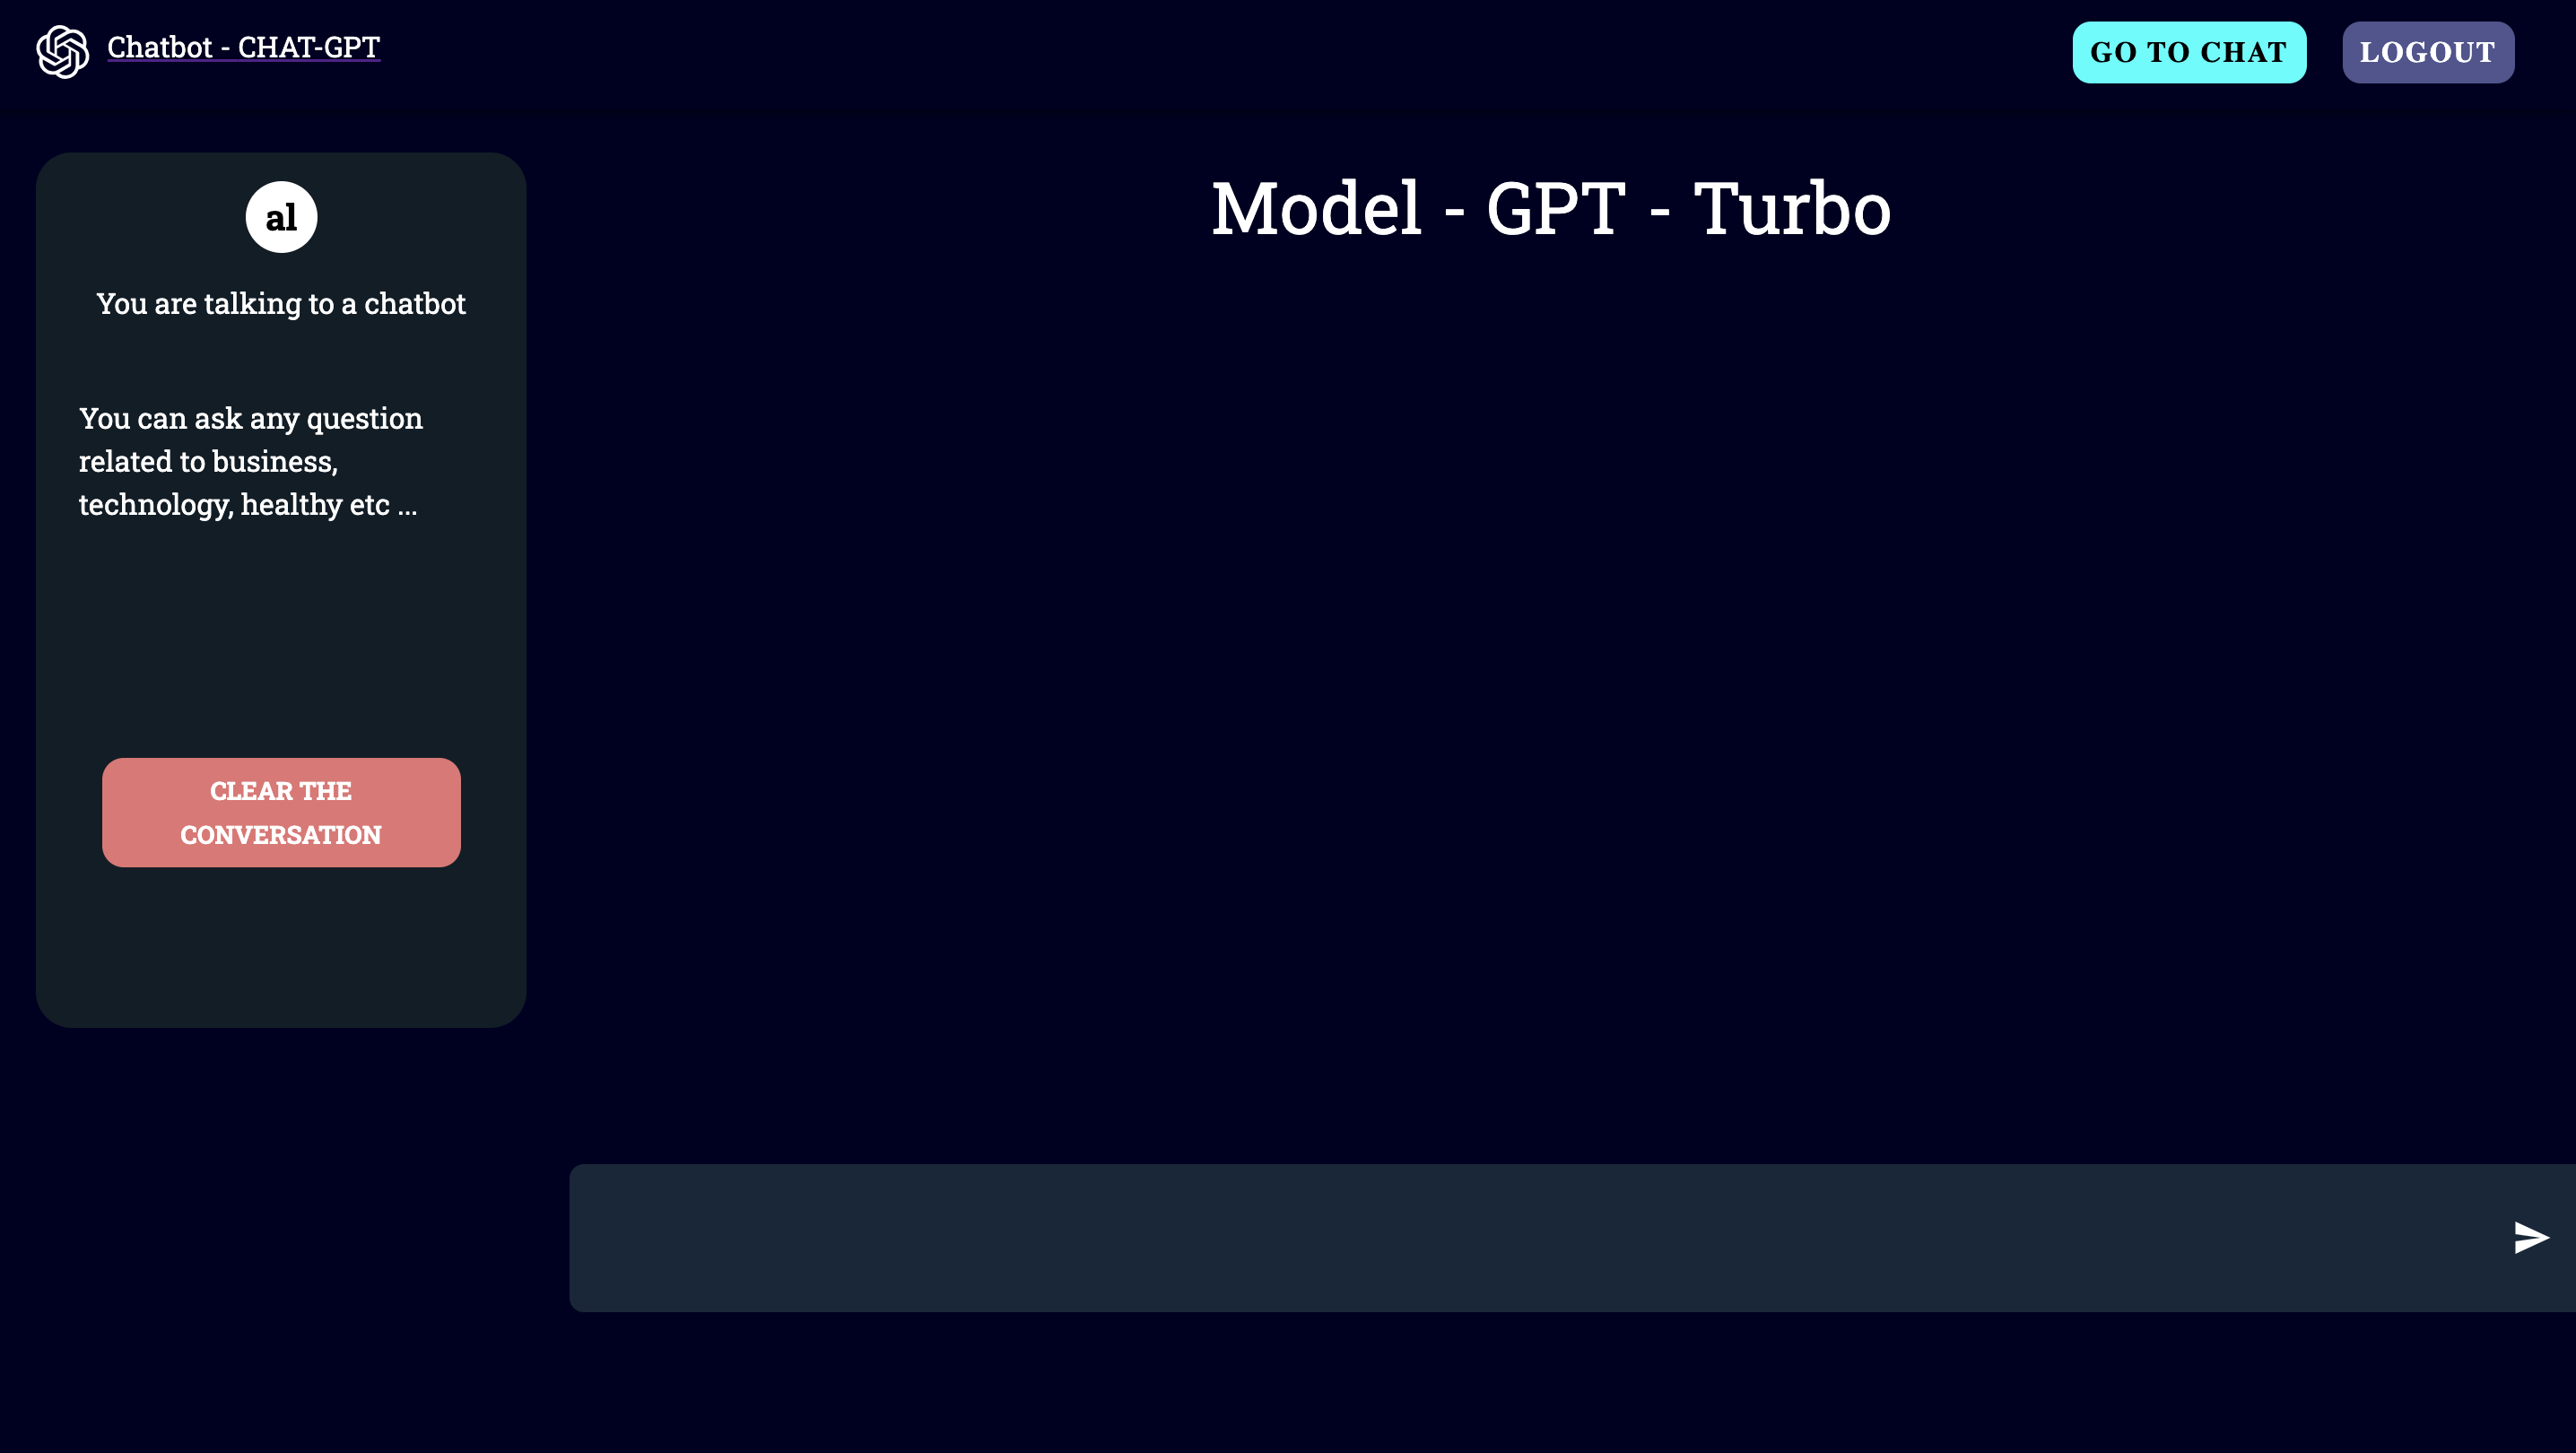 Chatbot - CHAT-GPT
GO TO CHAT
LOGOUT
al
You are talking to a chatbot
You can ask any question
related to business,
technology, healthy etc ...
CLEAR THE
CONVERSATION
Model - GPT - Turbo